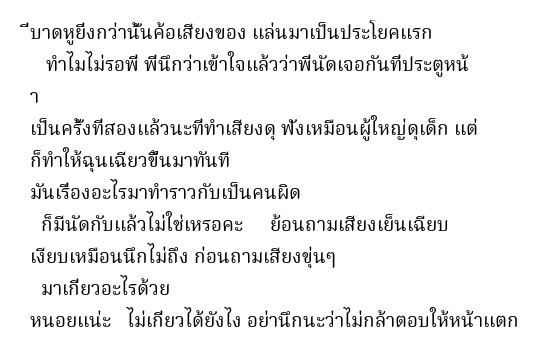 ีบาดหูยิ่งกว่านั้นค้อเสียงของ แล่นมาเป็นประโยคแรก
ทำไมไม่รอพี่ พี่นึกว่าเข้าใจแล้วว่าพี่นัดเจอกันที่ประตูหน้
า
เป็นครั้งที่สองแล้วนะที่ทำเสียงดุ ฟังเหมือนผู้ใหญ่ดุเด็ก แต่
ก็ทำให้ฉุนเฉียวขึ้นมาทันที
มันเรื่องอะไรมาทำราวกับเป็นคนผิด
ก็มีนัดกับแล้วไม่ใช่เหรอคะ ย้อนถามเสียงเย็นเฉียบ
เงียบเหมือนนึกไม่ถึง ก่อนถามเสียงขุ่นๆ
มาเกี่ยวอะไรด้วย
หนอยแน่ะ ไม่เกี่ยวได้ยังไง อย่านึกนะว่าไม่กล้าตอบให้หน้าแตก